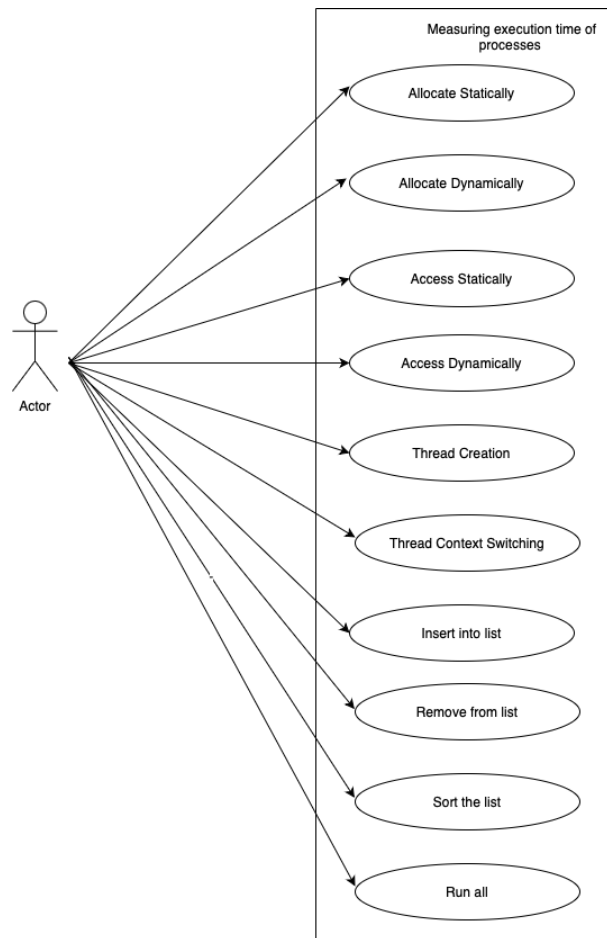 Measuring execution time of
processes
Allocate Statically
Allocate Dynamically
Access Statically
Access Dynamically
Actor
Thread Creation
Thread Context Switching
Insert into list
Remove from list
Sort the list
Run all